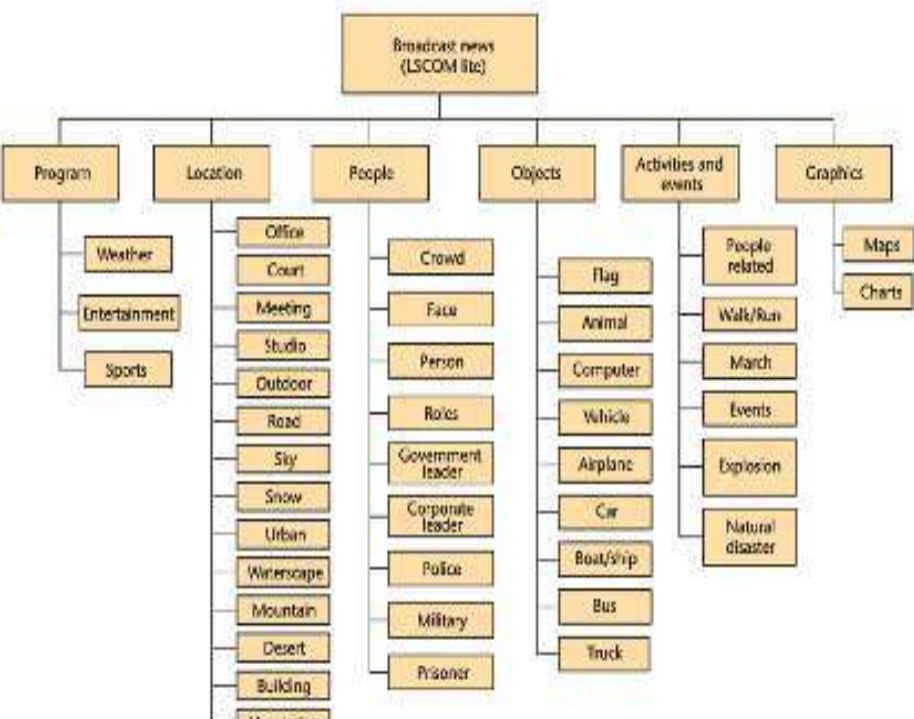 Broadcast news
(LSCOM lite)
Program
Location
People
Objects
Activities and
events
Graphics
Weather
Entertainment
Sports
Office
Court
Meeting
Studio
Outdoor
Road
Sky
Snow
Urban
Waterscape
Mountain
Desert
Building
Crowd
Face
Person
Roles
Government
leader
Corporate
leader
Police
Military
Prisoner
Flag
Animal
Computer
Vehicle
Airplane
Car
Boat/ship
Bus
Truck
People
related
Walk/Run
March
Events
Explosion
Natural
disaster
Maps
Charts